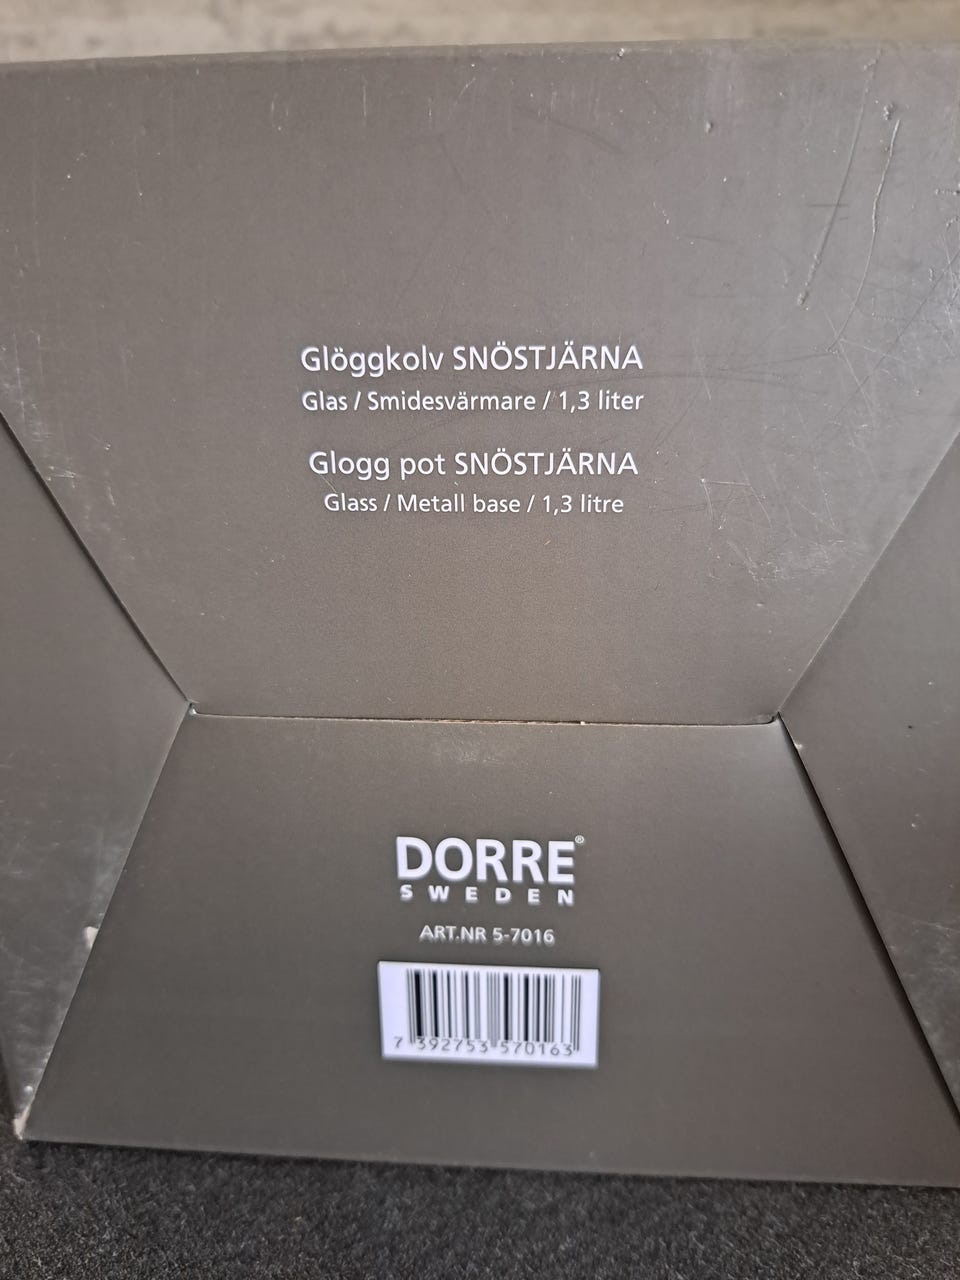 Glöggkolv SNÖSTJÄRNA
Glas / Smidesvärmare / 1,3 liter
Glogg pot SNÖSTJÄRNA
Glass / Metall base / 1,3 litre
DORRE®
SWEDEN
ART.NR 5-7016
7 392753 570163